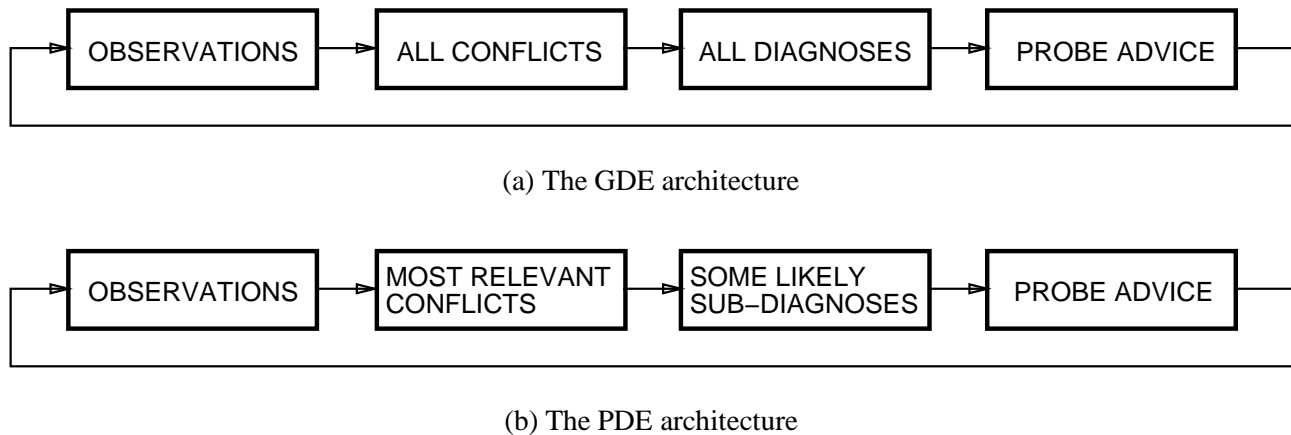 OBSERVATIONS
ALL CONFLICTS
ALL DIAGNOSES
PROBE ADVICE
(a) The GDE architecture
OBSERVATIONS
MOST RELEVANT
CONFLICTS
SOME LIKELY
SUB−DIAGNOSES
PROBE ADVICE
(b) The PDE architecture